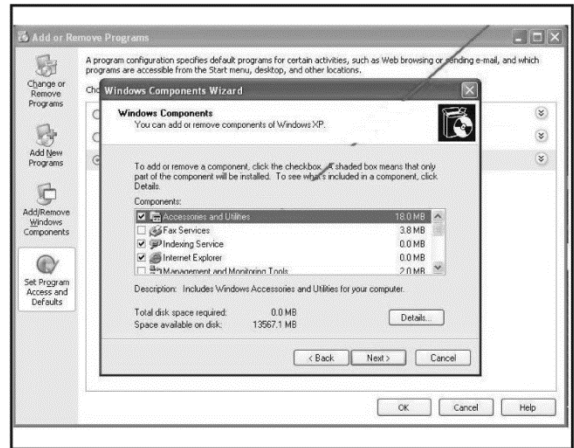 Add or Remove Programs
A program configuration specifies default programs for certain activities, such as Web browsing or sending e-mail, and which
programs are accessible from the Start menu, desktop, and other locations.
Change or
Remove
Programs
Add New
Programs
Add/Remove
Windows
Components
Set Program
Access and
Defaults
Windows Components Wizard
Windows Components
You can add or remove components of Windows XP.
To add or remove a component, click the checkbox. A shaded box means that only
part of the component will be installed. To see what's included in a component, click
Details.
Components:
Accessories and Utilities 18.0 MB
Fax Services 3.8 MB
Indexing Service 0.0 MB
Internet Explorer 0.0 MB
Management and Monitoring Tools 2.0 MB
Description: Includes Windows Accessories and Utilities for your computer.
Total disk space required: 0.0 MB
Space available on disk: 13567.1 MB
Details...
< Back Next > Cancel
OK Cancel Help